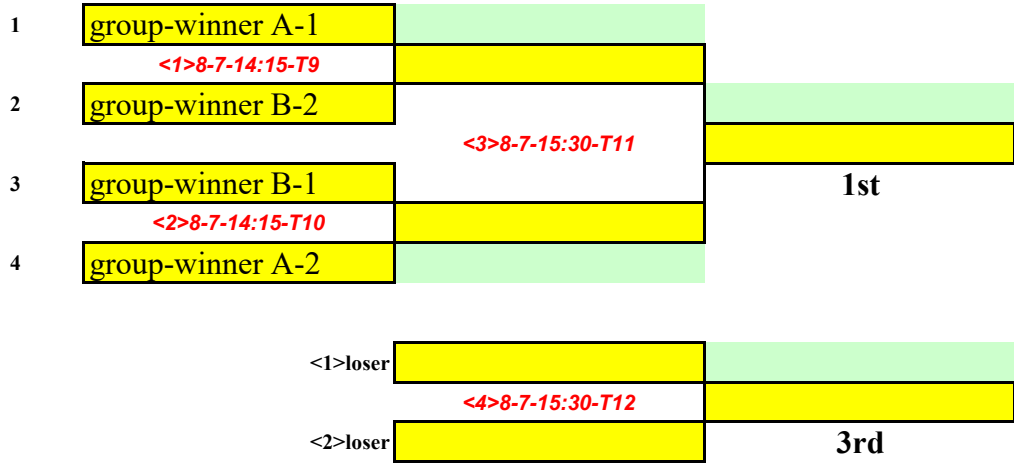 1 group-winner A-1
<1>8-7-14:15-T9
2 group-winner B-2
<3>8-7-15:30-T11
3 group-winner B-1
1st
<2>8-7-14:15-T10
4 group-winner A-2
<1>loser
<4>8-7-15:30-T12
<2>loser
3rd